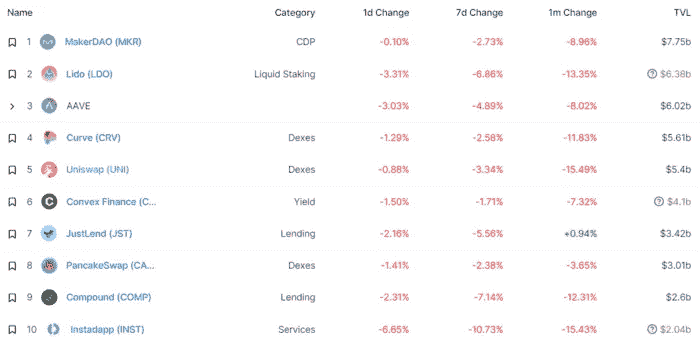 Name Category 1d Change 7d Change 1m Change TVL
1 MakerDAO (MKR) CDP -0.10% -2.73% -8.96% $7.75b
2 Lido (LDO) Liquid Staking -3.31% -6.86% -13.35% $6.38b
3 AAVE -3.03% -4.89% -8.02% $6.02b
4 Curve (CRV) Dexes -1.29% -2.58% -11.83% $5.61b
5 Uniswap (UNI) Dexes -0.88% -3.34% -15.49% $5.4b
6 Convex Finance (C... Yield -1.50% -1.71% -7.32% $4.1b
7 JustLend (JST) Lending -2.16% -5.56% +0.94% $3.42b
8 PancakeSwap (CA... Dexes -1.41% -2.38% -3.65% $3.01b
9 Compound (COMP) Lending -2.31% -7.14% -12.31% $2.6b
10 Instadapp (INST) Services -6.65% -10.73% -15.43% $2.04b